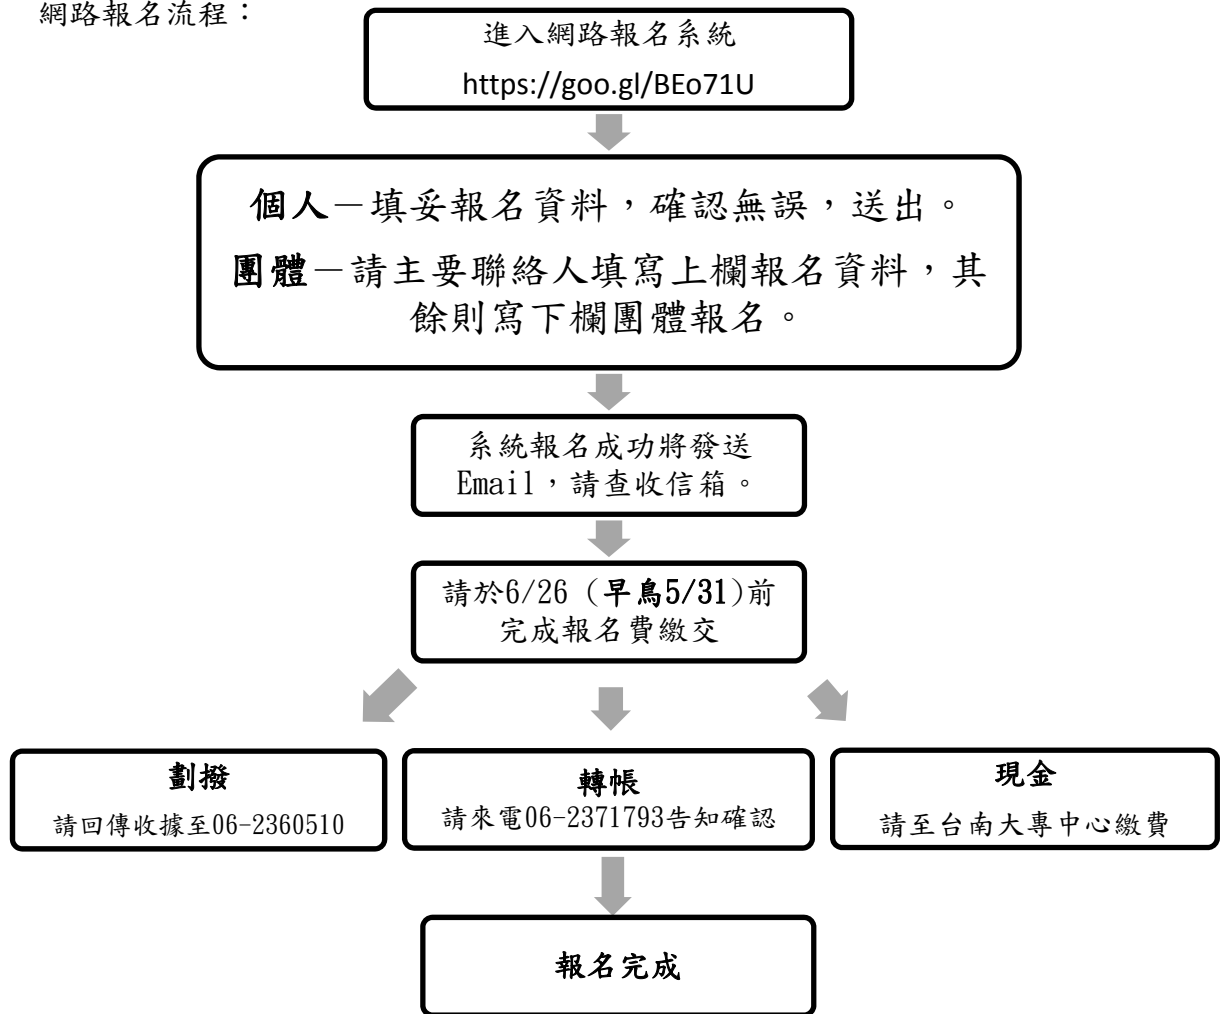 網路報名流程：
進入網路報名系統
https://goo.gl/BEo71U
個人－填妥報名資料，確認無誤，送出。
團體－請主要聯絡人填寫上欄報名資料，其
餘則寫下欄團體報名。
系統報名成功將發送
Email，請查收信箱。
請於6/26 (早鳥5/31)前
完成報名費繳交
劃撥
請回傳收據至06-2360510
轉帳
請來電06-2371793告知確認
現金
請至台南大專中心繳費
報名完成